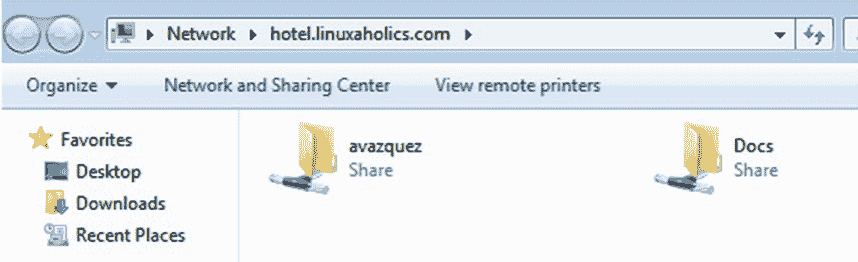 Network hotel.linuxaholics.com
Organize Network and Sharing Center View remote printers
Favorites
Desktop
Downloads
Recent Places
avazquez
Share
Docs
Share